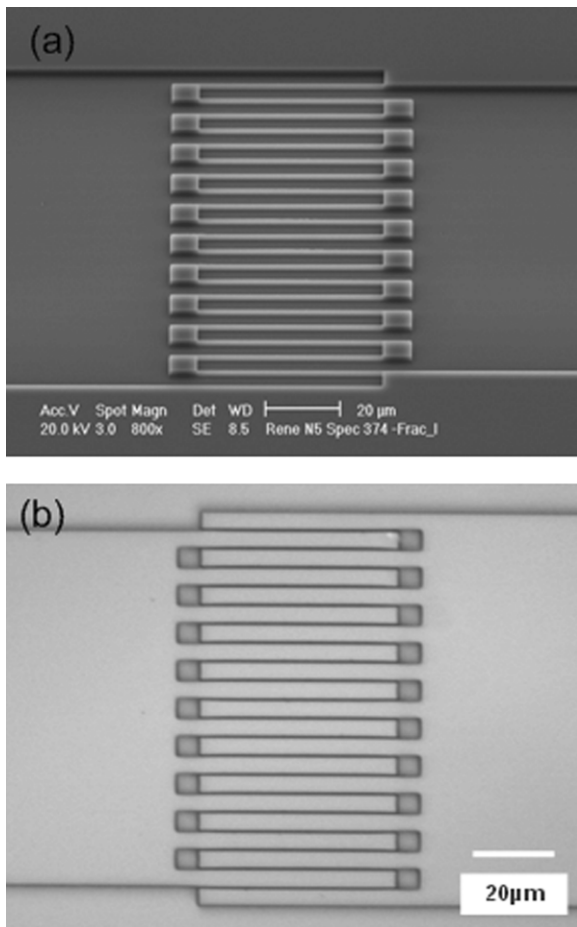 (a)
Acc.V Spot Magn Det WD 20 μm
20.0 kV 3.0 800x SE 8.5 Rene N5 Spec 374 -Frac_I
(b)
20μm